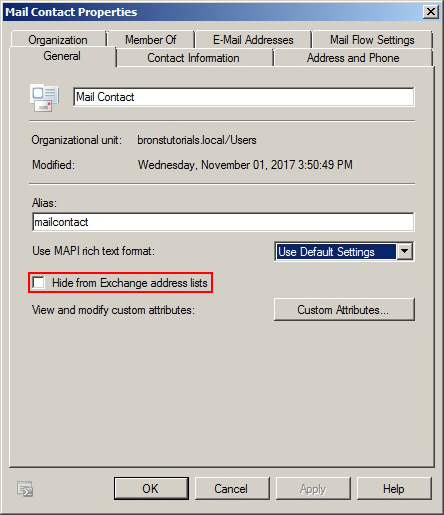 Mail Contact Properties
Organization Member Of E-Mail Addresses Mail Flow Settings
General Contact Information Address and Phone
Mail Contact
Organizational unit: bronstutorials.local/Users
Modified: Wednesday, November 01, 2017 3:50:49 PM
Alias:
mailcontact
Use MAPI rich text format: Use Default Settings
Hide from Exchange address lists
View and modify custom attributes: Custom Attributes...
OK Cancel Apply Help